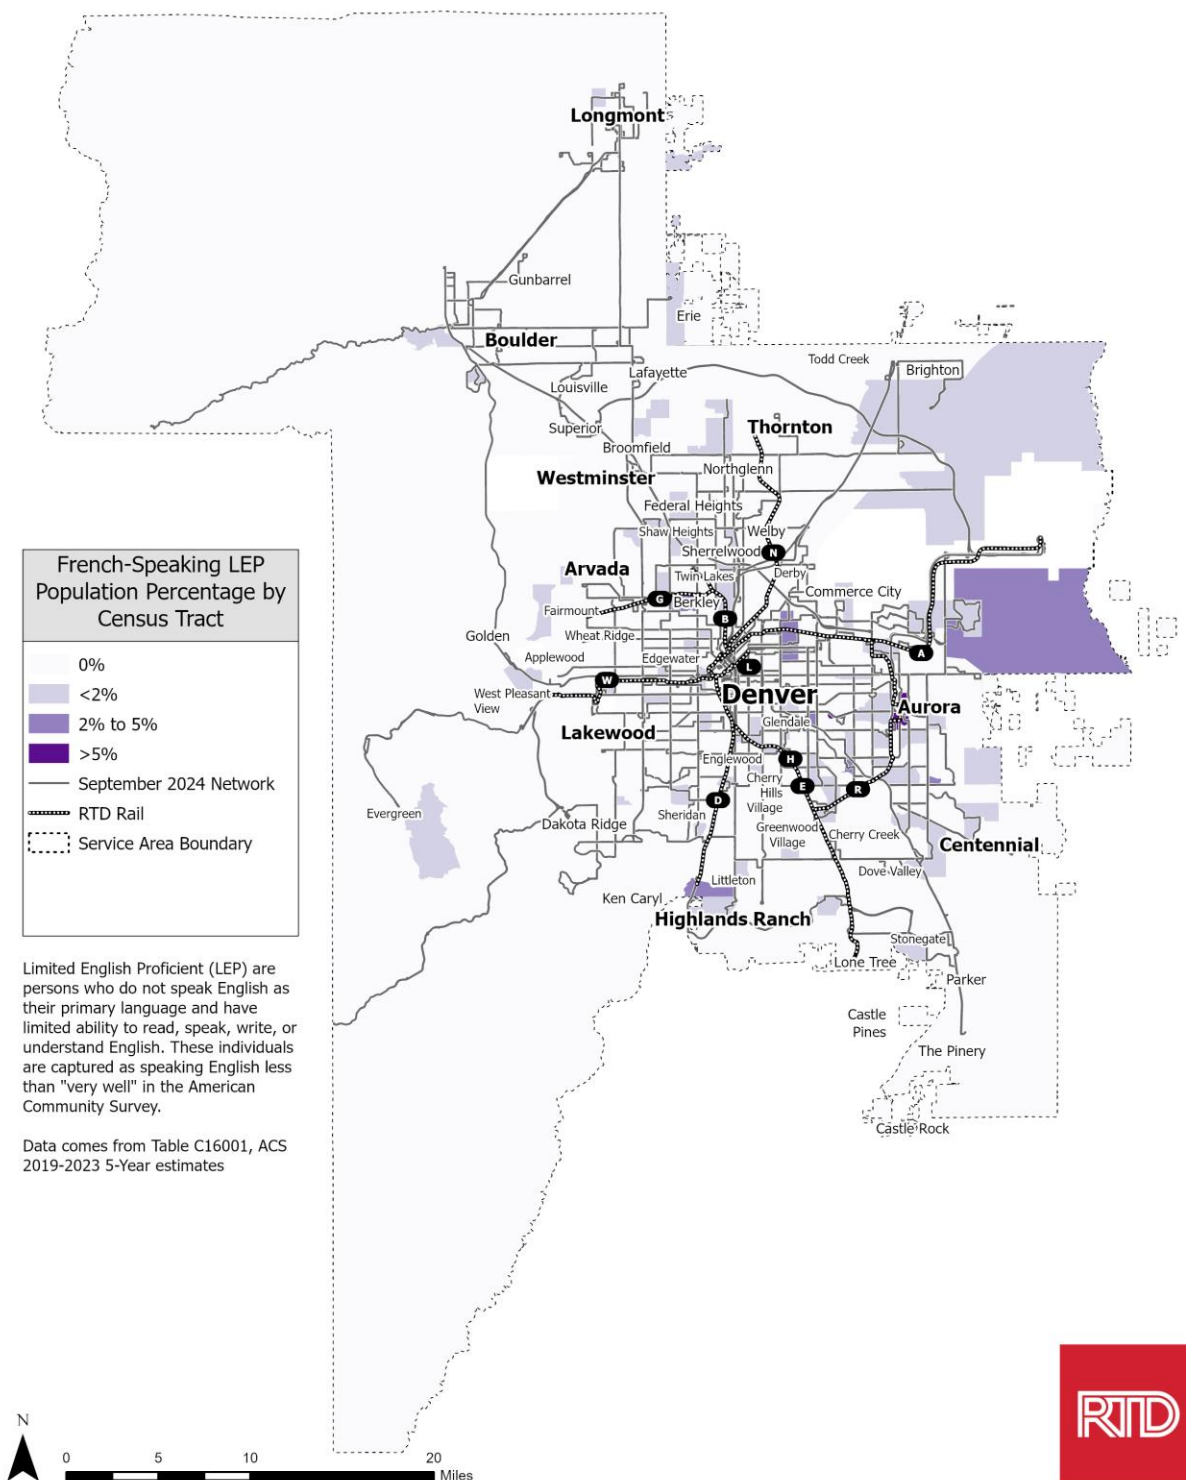 Longmont
Gunbarrel
Erie
Boulder
Todd Creek
Brighton
Lafayette
Louisville
Superior
Thornton
Broomfield
Northglenn
Westminster
Federal Heights
Shaw Heights
Welby
Sherrelwood
N
Arvada
Twin Lakes
Derby
Commerce City
G
Berkley
Fairmount
B
Golden
Wheat Ridge
Applewood
Edgewater
A
L
W
West Pleasant
View
Denver
Aurora
Glendale
Lakewood
Englewood
H
Cherry
Hills
Village
E
R
D
Evergreen
Sheridan
Dakota Ridge
Greenwood
Village
Cherry Creek
Centennial
Dove Valley
Littleton
Ken Caryl
Highlands Ranch
Stonegate
Lone Tree
Parker
Castle
Pines
The Pinery
Castle Rock
French-Speaking LEP
Population Percentage by
Census Tract
0%
<2%
2% to 5%
>5%
September 2024 Network
RTD Rail
Service Area Boundary
Limited English Proficient (LEP) are
persons who do not speak English as
their primary language and have
limited ability to read, speak, write, or
understand English. These individuals
are captured as speaking English less
than "very well" in the American
Community Survey.
Data comes from Table C16001, ACS
2019-2023 5-Year estimates
N
0 5 10 20
Miles
RTD